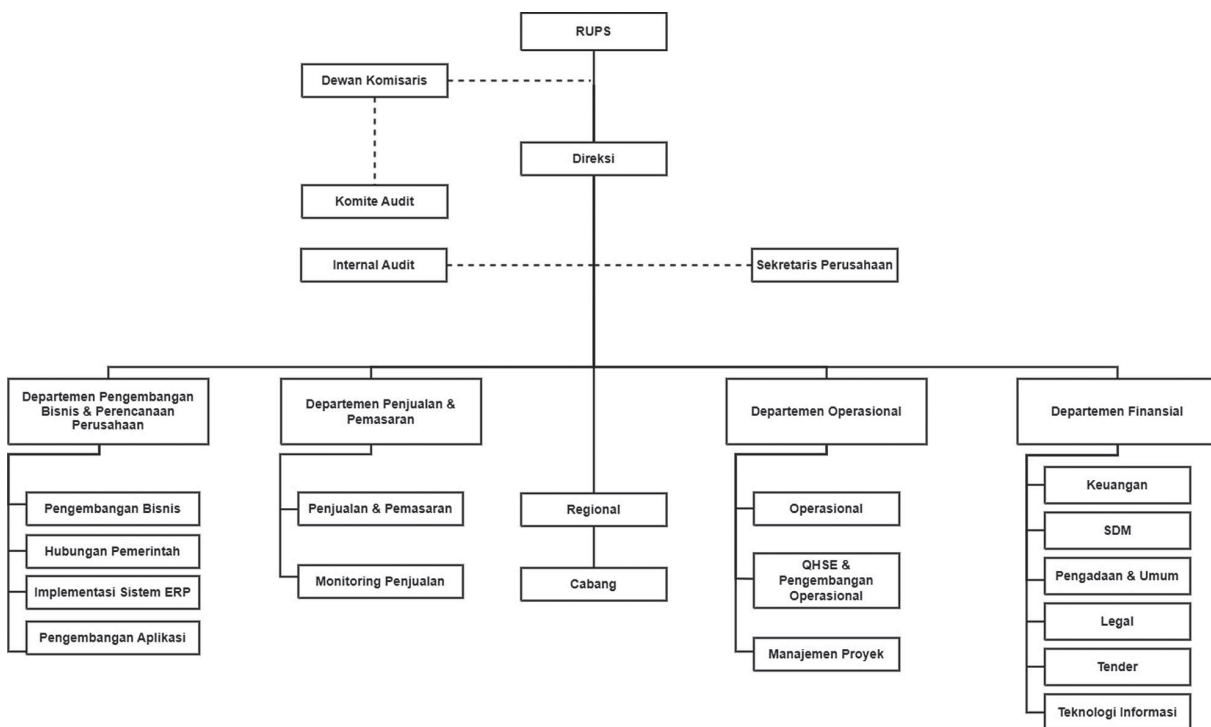 RUPS
Dewan Komisaris
Direksi
Komite Audit
Internal Audit
Sekretaris Perusahaan
Departemen Pengembangan
Bisnis & Perencanaan
Perusahaan
Departemen Penjualan &
Pemasaran
Departemen Operasional
Departemen Finansial
Pengembangan Bisnis
Hubungan Pemerintah
Implementasi Sistem ERP
Pengembangan Aplikasi
Penjualan & Pemasaran
Monitoring Penjualan
Regional
Cabang
Operasional
QHSE &
Pengembangan
Operasional
Manajemen Proyek
Keuangan
SDM
Pengadaan & Umum
Legal
Tender
Teknologi Informasi